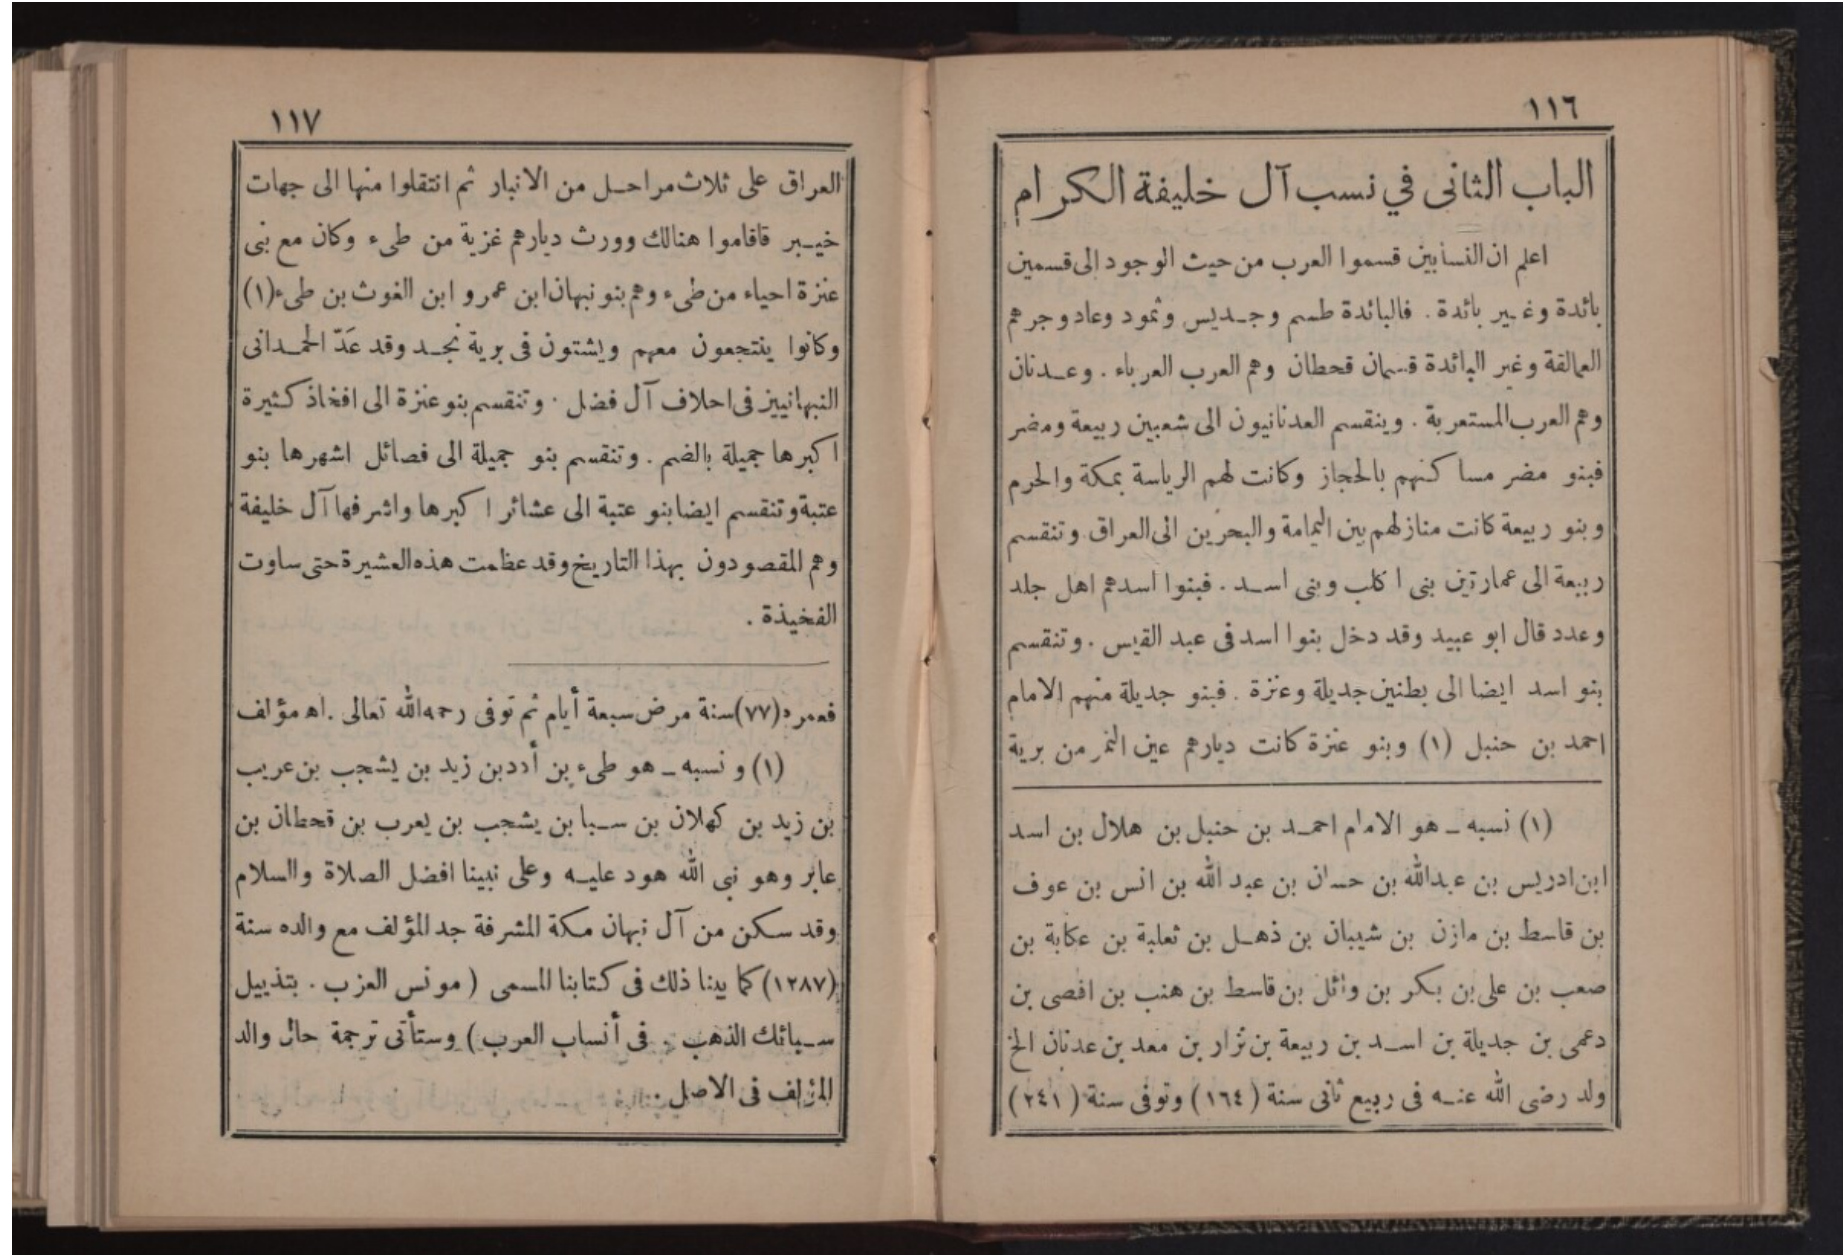 ١١٦
الباب الثانى في نسب آل خليفة الكرام
اعلم ان النسابين قسموا العرب من حيث الوجود الى قسمين
بائدة وغير بائدة . فالبائدة طسم وجديس وثمود وعاد وجرهم
العمالقة وغير البائدة قسمان قحطان وهم العرب العرباء . وعدنان
وهم العرب المستعربة . وينقسم العدنانيون الى شعبين ربيعة ومضر
فبنو مضر مساكنهم بالحجاز وكانت لهم الرياسة بمكة والحرم
وبنو ربيعة كانت منازلهم بين اليمامة والبحرين الى العراق وتنقسم
ربيعة الى عمارتين بنى اكلب وبنى اسد . فبنوا اسدهم اهل جلد
وعدد قال ابو عبيد وقد دخل بنوا اسد فى عبد القيس . وتنقسم
بنو اسد ايضا الى بطنين جديلة وعنزة . فبنو جديلة منهم الامام
احمد بن حنبل (١) وبنو عنزة كانت ديارهم عين التمر من برية
(١) نسبه ـ هو الامام احمد بن حنبل بن هلال بن اسد
ابن ادريس بن عبدالله بن حسان بن عبد الله بن انس بن عوف
بن قاسط بن مازن بن شيبان بن ذهل بن ثعلبة بن عكابة بن
صعب بن على بن بكر بن وائل بن قاسط بن هنب بن افصى بن
دعمى بن جديلة بن اسد بن ربيعة بن نزار بن معد بن عدنان الخ
ولد رضى الله عنه فى ربيع ثانى سنة (١٦٤) وتوفى سنة (٢٤١)
١١٧
العراق على ثلاث مراحل من الانبار ثم انتقلوا منها الى جهات
خيبر فاقاموا هنالك وورث ديارهم غزية من طىء وكان مع بنى
عنزة احياء من طىء وهم بنو نبهان ابن عمرو ابن الغوث بن طىء (١)
وكانوا ينتجعون معهم ويشتون فى برية نجد وقد عَدّ الحمدانى
النبهانييز فى احلاف آل فضل . وتنقسم بنو عنزة الى افخاذ كثيرة
اكبرها جميلة بالضم . وتنقسم بنو جميلة الى فصائل اشهرها بنو
عتبة وتنقسم ايضا بنو عتبة الى عشائر اكبرها واشرفها آل خليفة
وهم المقصودون بهذا التاريخ وقد عظمت هذه العشيرة حتى ساوت
الفخيذة .
فعمره (٧٧) سنة مرض سبعة أيام ثم توفى رحمه الله تعالى . اه مؤلف
(١) ونسبه ـ هو طىء بن أدد بن زيد بن يشجب بن عريب
بن زيد بن كهلان بن سبا بن يشجب بن يعرب بن قحطان بن
عابر وهو نبى الله هود عليه وعلى نبينا افضل الصلاة والسلام
وقد سكن من آل نبهان مكة المشرفة جد المؤلف مع والده سنة
(١٢٨٧) كما بينا ذلك فى كتابنا المسمى ( مونس العزب . بتذييل
سبائك الذهب . فى أنساب العرب ) وستأتى ترجمة حال والد
المؤلف فى الاصل .